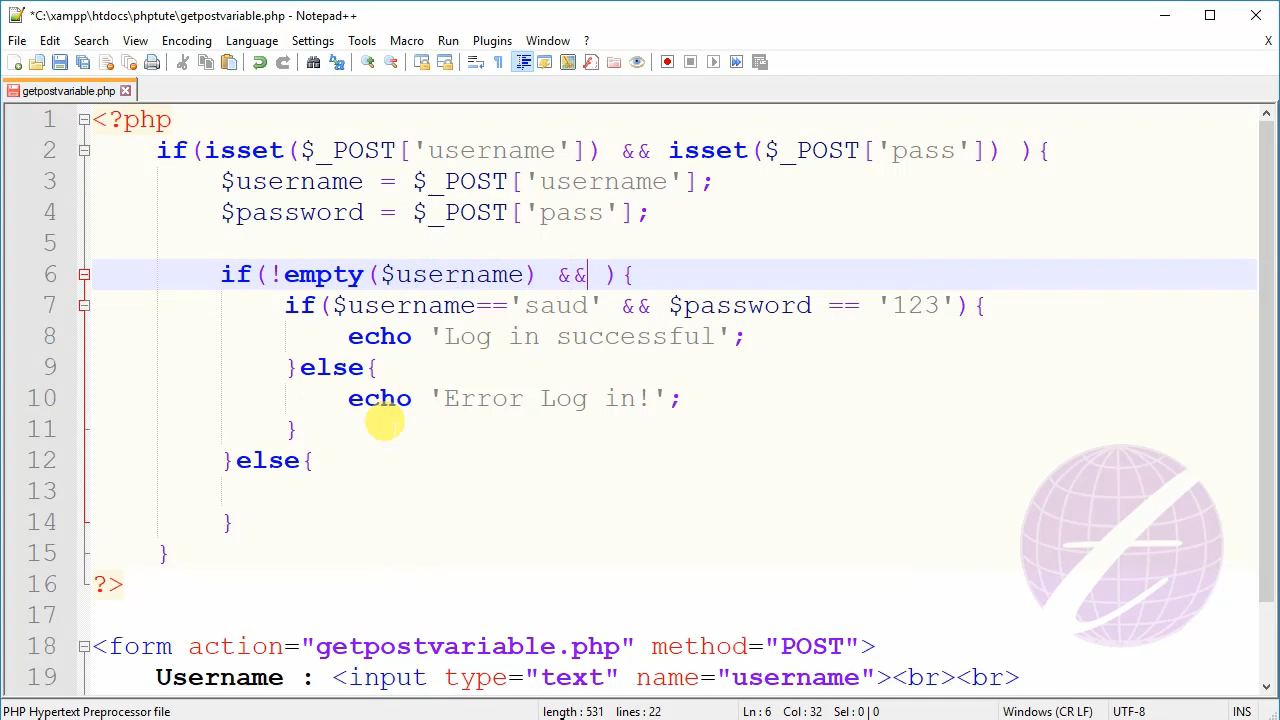 *C:\xampp\htdocs\phptute\getpostvariable.php - Notepad++
File Edit Search View Encoding Language Settings Tools Macro Run Plugins Window ? X
getpostvariable.php
1 <?php
2 if(isset($_POST['username']) && isset($_POST['pass']) ){
3 $username = $_POST['username'];
4 $password = $_POST['pass'];
5
6 if(!empty($username) && ){
7 if($username=='saud' && $password == '123'){
8 echo 'Log in successful';
9 }else{
10 echo 'Error Log in!';
11 }
12 }else{
13
14 }
15 }
16 ?>
17
18 <form action="getpostvariable.php" method="POST">
19 Username : <input type="text" name="username"><br><br>
PHP Hypertext Preprocessor file length : 531 lines : 22 Ln : 6 Col : 32 Sel : 0 | 0 Windows (CR LF) UTF-8 INS